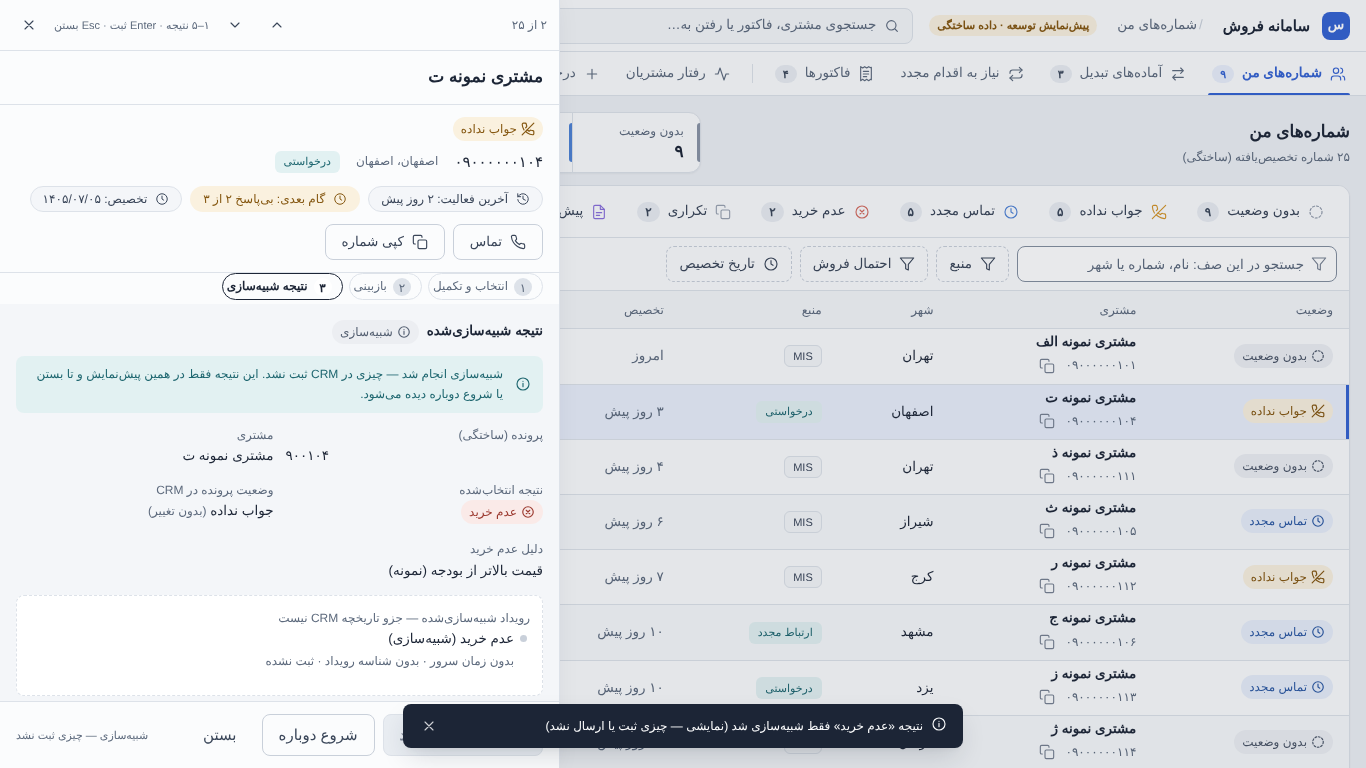 س
سامانه فروش
/ شماره‌های من
پیش‌نمایش توسعه · داده ساختگی
جستجوی مشتری، فاکتور یا رفتن به…
شماره‌های من ۹
آماده‌های تبدیل ۳
نیاز به اقدام مجدد
فاکتورها ۴
رفتار مشتریان
شماره‌های من
۲۵ شماره تخصیص‌یافته (ساختگی)
بدون وضعیت
۹
بدون وضعیت ۹
جواب نداده ۵
تماس مجدد ۵
عدم خرید ۲
تکراری ۲
جستجو در این صف: نام، شماره یا شهر
منبع
احتمال فروش
تاریخ تخصیص
وضعیت مشتری شهر منبع تخصیص
بدون وضعیت مشتری نمونه الف ۰۹۰۰۰۰۰۰۱۰۱ تهران MIS امروز
جواب نداده مشتری نمونه ت ۰۹۰۰۰۰۰۰۱۰۴ اصفهان درخواستی ۳ روز پیش
بدون وضعیت مشتری نمونه ذ ۰۹۰۰۰۰۰۰۱۱۱ تهران MIS ۴ روز پیش
تماس مجدد مشتری نمونه ث ۰۹۰۰۰۰۰۰۱۰۵ شیراز MIS ۶ روز پیش
جواب نداده مشتری نمونه ر ۰۹۰۰۰۰۰۰۱۱۲ کرج MIS ۷ روز پیش
تماس مجدد مشتری نمونه ج ۰۹۰۰۰۰۰۰۱۰۶ مشهد ارتباط مجدد ۱۰ روز پیش
تماس مجدد مشتری نمونه ز ۰۹۰۰۰۰۰۰۱۱۳ یزد درخواستی ۱۰ روز پیش
بدون وضعیت مشتری نمونه ژ ۰۹۰۰۰۰۰۰۱۱۴
۲ از ۲۵
۱–۵ نتیجه · Enter ثبت · Esc بستن
مشتری نمونه ت
جواب نداده
۰۹۰۰۰۰۰۰۱۰۴ اصفهان، اصفهان درخواستی
آخرین فعالیت: ۲ روز پیش
گام بعدی: بی‌پاسخ ۲ از ۳
تخصیص: ۱۴۰۵/۰۷/۰۵
تماس
کپی شماره
۱ انتخاب و تکمیل
۲ بازبینی
۳ نتیجه شبیه‌سازی
نتیجه شبیه‌سازی‌شده
شبیه‌سازی
شبیه‌سازی انجام شد — چیزی در CRM ثبت نشد. این نتیجه فقط در همین پیش‌نمایش و تا بستن
یا شروع دوباره دیده می‌شود.
پرونده (ساختگی) مشتری
۹۰۰۱۰۴ مشتری نمونه ت
نتیجه انتخاب‌شده وضعیت پرونده در CRM
عدم خرید جواب نداده (بدون تغییر)
دلیل عدم خرید
قیمت بالاتر از بودجه (نمونه)
رویداد شبیه‌سازی‌شده — جزو تاریخچه CRM نیست
عدم خرید (شبیه‌سازی)
بدون زمان سرور · بدون شناسه رویداد · ثبت نشده
شروع دوباره
بستن
شبیه‌سازی — چیزی ثبت نشد
نتیجه «عدم خرید» فقط شبیه‌سازی شد (نمایشی — چیزی ثبت یا ارسال نشد)